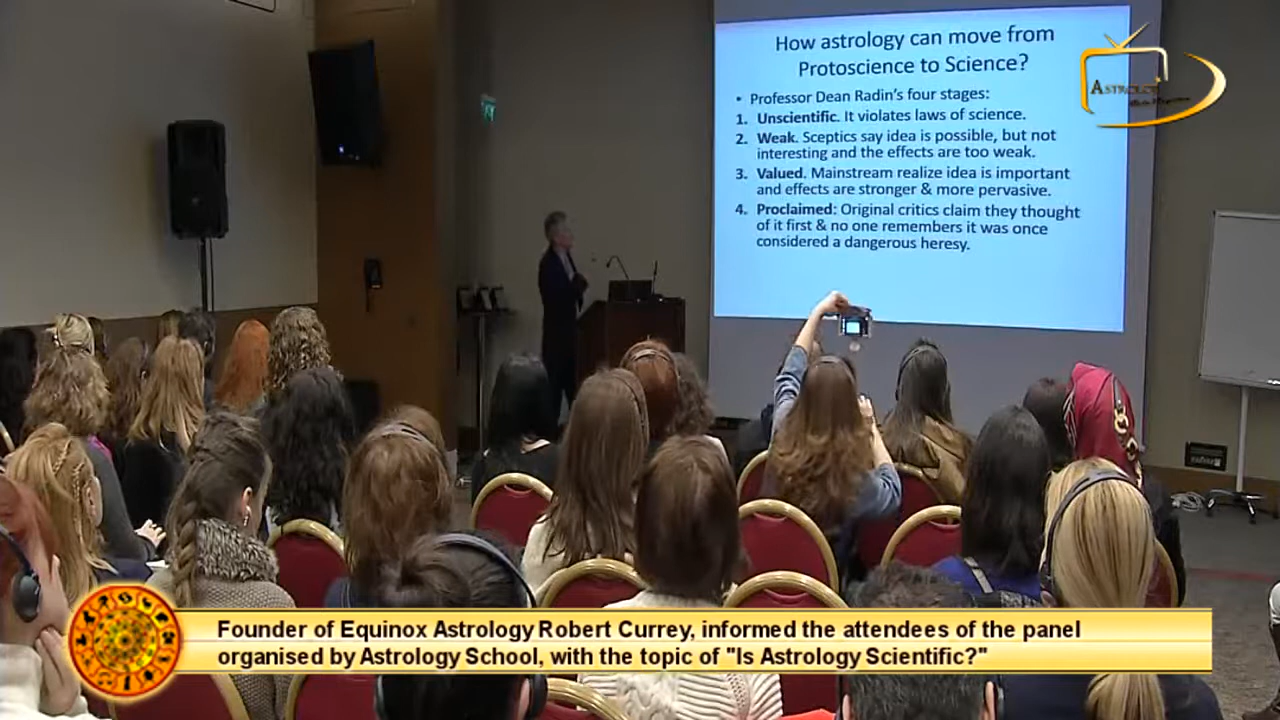 How astrology can move from
Protoscience to Science?
• Professor Dean Radin's four stages:
1. Unscientific. It violates laws of science.
2. Weak. Sceptics say idea is possible, but not
interesting and the effects are too weak.
3. Valued. Mainstream realize idea is important
and effects are stronger & more pervasive.
4. Proclaimed: Original critics claim they thought
of it first & no one remembers it was once
considered a dangerous heresy.
Founder of Equinox Astrology Robert Currey, informed the attendees of the panel
organised by Astrology School, with the topic of "Is Astrology Scientific?"